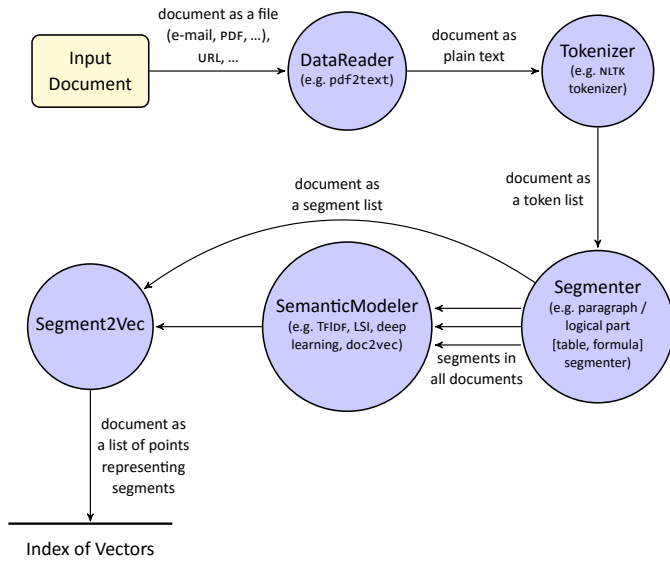 document as a file
(e-mail, PDF, ...),
URL, ...
Input
Document
DataReader
(e.g. pdf2text)
document as
plain text
Tokenizer
(e.g. NLTK
tokenizer)
document as
a token list
document as
a segment list
Segment2Vec
SemanticModeler
(e.g. TFIDF, LSI, deep
learning, doc2vec)
segments in
all documents
Segmenter
(e.g. paragraph /
logical part
[table, formula]
segmenter)
document as
a list of points
representing
segments
Index of Vectors